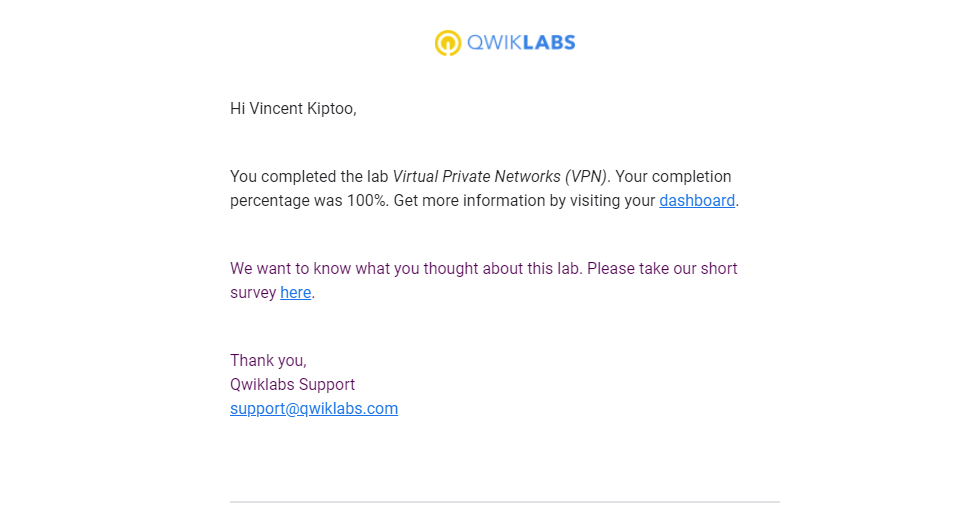 QWIKLABS
Hi Vincent Kiptoo,
You completed the lab Virtual Private Networks (VPN). Your completion
percentage was 100%. Get more information by visiting your dashboard.
We want to know what you thought about this lab. Please take our short
survey here.
Thank you,
Qwiklabs Support
support@qwiklabs.com